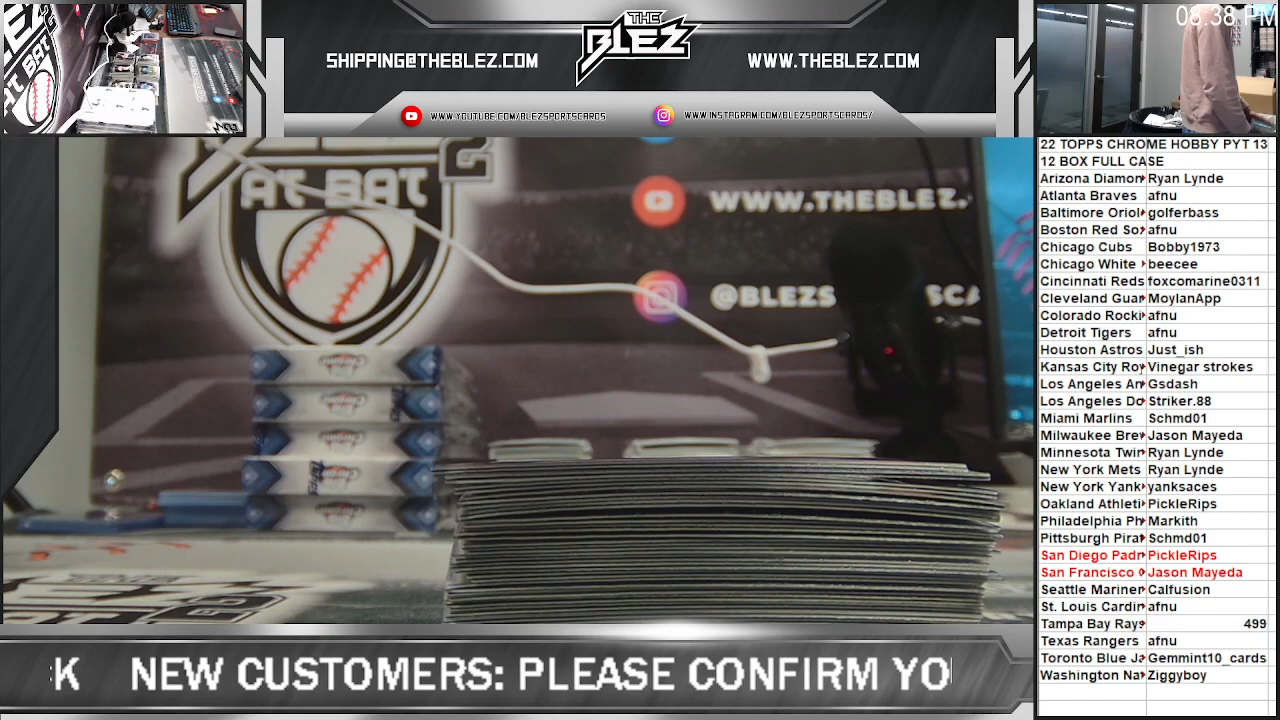 08:38 PM
THE
BLEZ
SHIPPING@THEBLEZ.COM
WWW.THEBLEZ.COM
WWW.YOUTUBE.COM/BLEZSPORTSCARDS
WWW.INSTAGRAM.COM/BLEZSPORTSCARDS/
AT BAT
WWW.THEBLEZ.
@BLEZS
SCA
22 TOPPS CHROME HOBBY PYT 13
12 BOX FULL CASE
Arizona Diamon Ryan Lynde
Atlanta Braves afnu
Baltimore Oriol golferbass
Boston Red So afnu
Chicago Cubs Bobby1973
Chicago White beecee
Cincinnati Reds foxcomarine0311
Cleveland Guar MoylanApp
Colorado Rocki afnu
Detroit Tigers afnu
Houston Astros Just_ish
Kansas City Ro Vinegar strokes
Los Angeles An Gsdash
Los Angeles Do Striker.88
Miami Marlins Schmd01
Milwaukee Brew Jason Mayeda
Minnesota Twin Ryan Lynde
New York Mets Ryan Lynde
New York Yank yanksaces
Oakland Athleti PickleRips
Philadelphia Ph Markith
Pittsburgh Pirat Schmd01
San Diego Padr PickleRips
San Francisco Jason Mayeda
Seattle Mariner Calfusion
St. Louis Cardin afnu
Tampa Bay Rays 499
Texas Rangers afnu
Toronto Blue Ja Gemmint10_cards
Washington Na Ziggyboy
K NEW CUSTOMERS: PLEASE CONFIRM YO